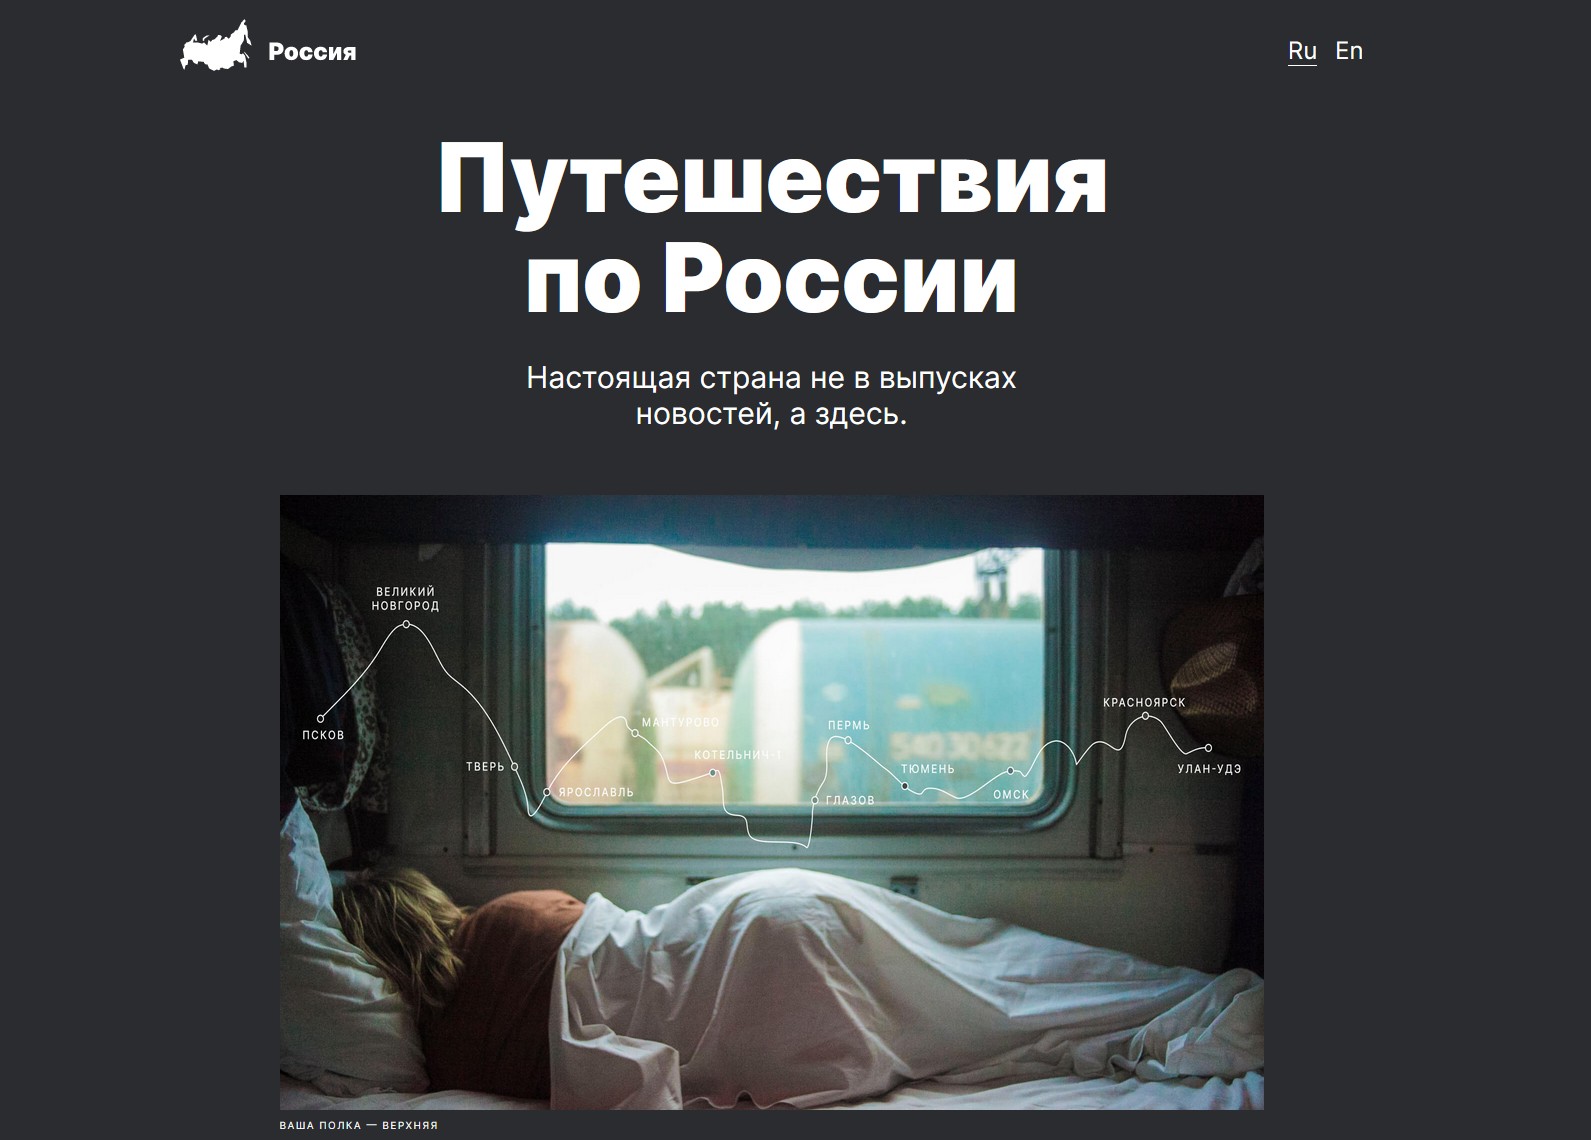 Россия
Ru En
Путешествия
по России
Настоящая страна не в выпусках
новостей, а здесь.
ВЕЛИКИЙ
НОВГОРОД
ПСКОВ
ТВЕРЬ
ЯРОСЛАВЛЬ
МАНТУРОВО
КОТЕЛЬНИЧ-1
ПЕРМЬ
ГЛАЗОВ
ТЮМЕНЬ
ОМСК
КРАСНОЯРСК
УЛАН-УДЭ
54030622
ВАША ПОЛКА — ВЕРХНЯЯ